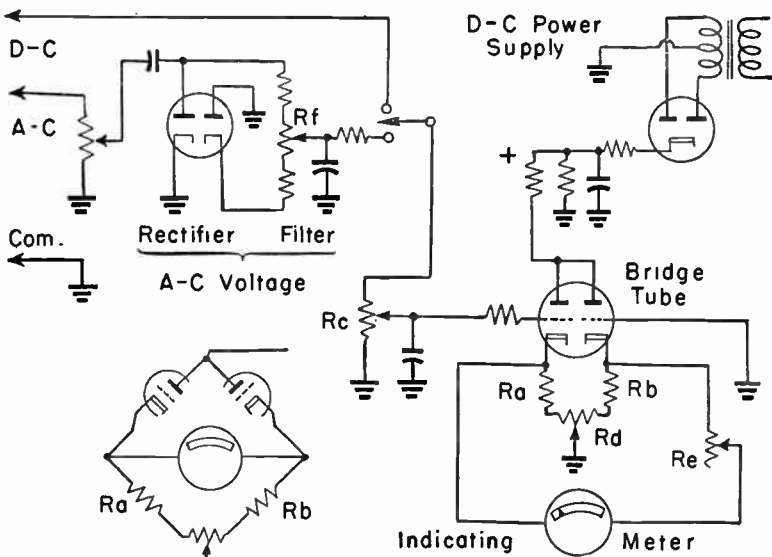 D-C
D-C Power
Supply
A-C
Rf
+
Com.
Rectifier Filter
A-C Voltage
Bridge
Tube
Rc
Ra Rb
Rd
Re
Ra Rb
Indicating Meter